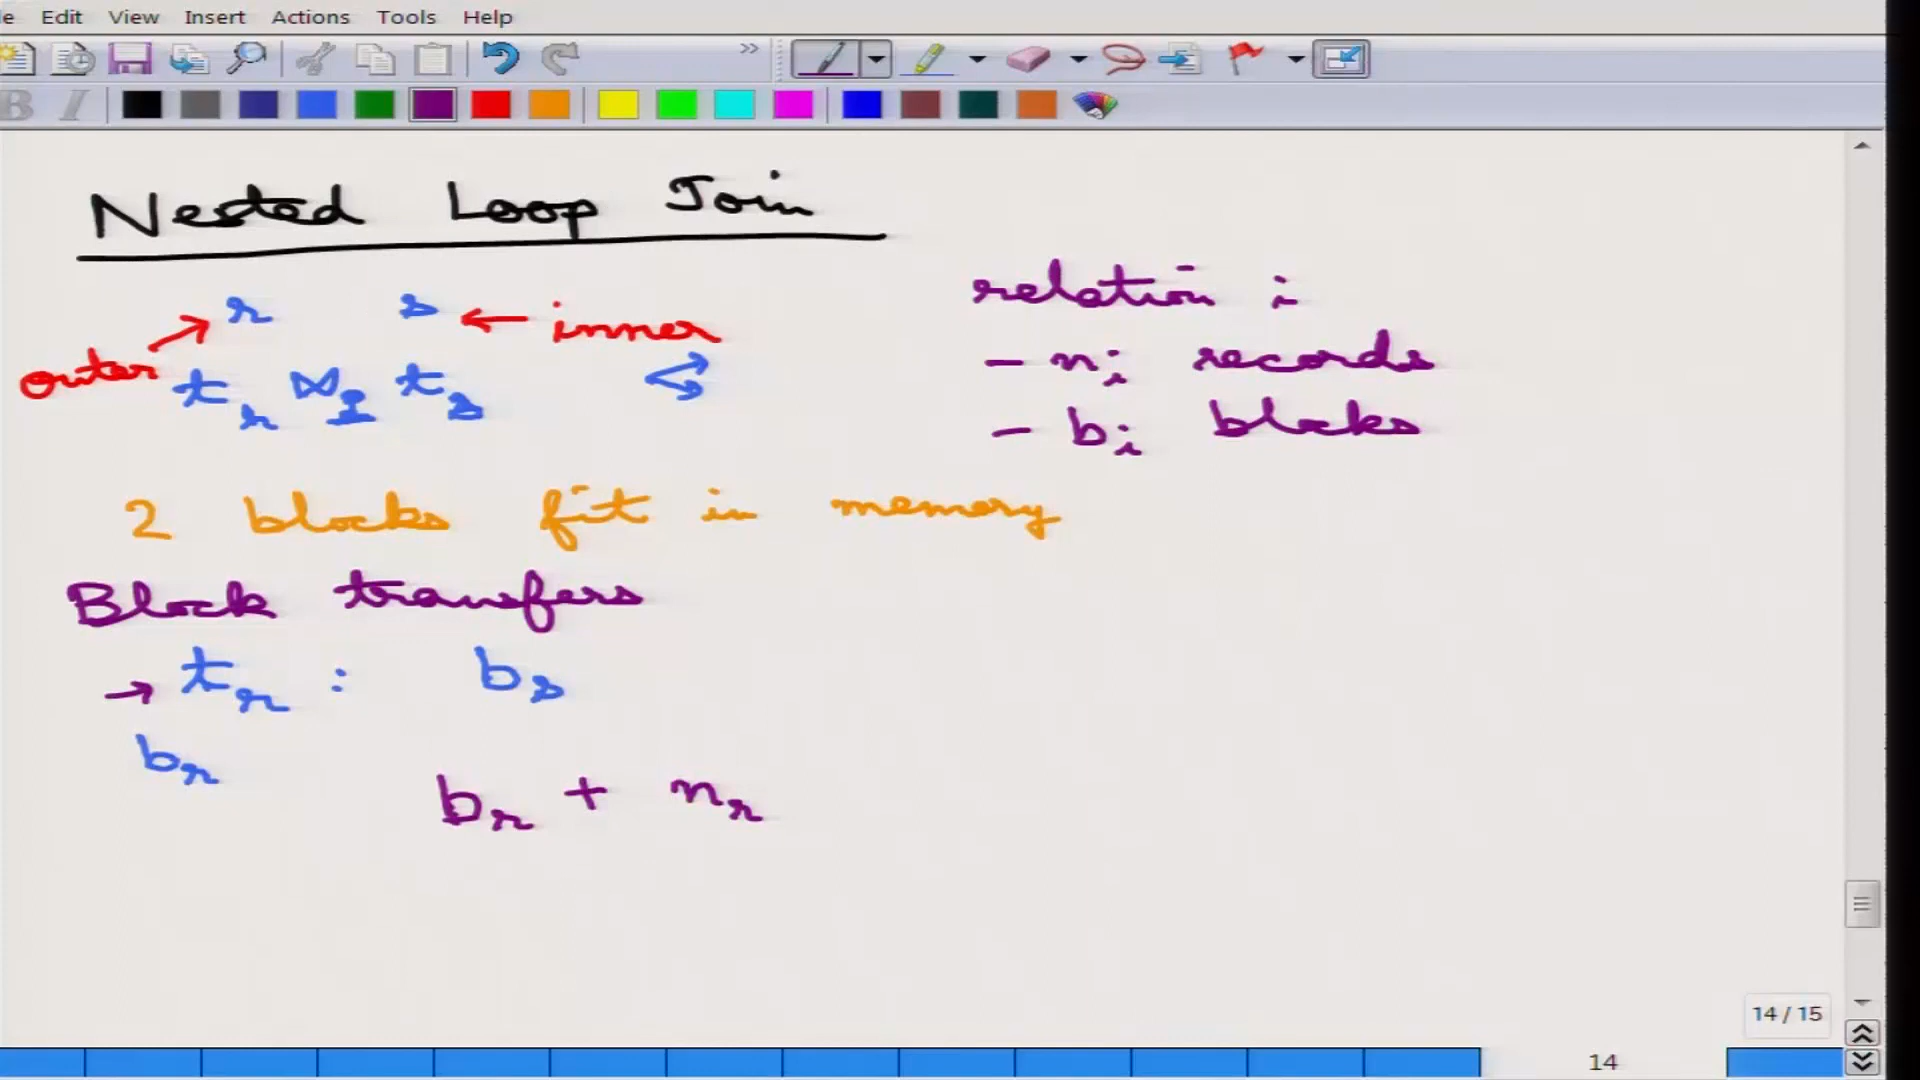 Edit View Insert Actions Tools Help
B I
Nested Loop Join
r s ← inner
outer
t_r ⋈_θ t_s
relation i
- n_i records
- b_i blocks
2 blocks fit in memory
Block transfers
→ t_r : b_s
b_r
b_r + n_r
14 / 15
14